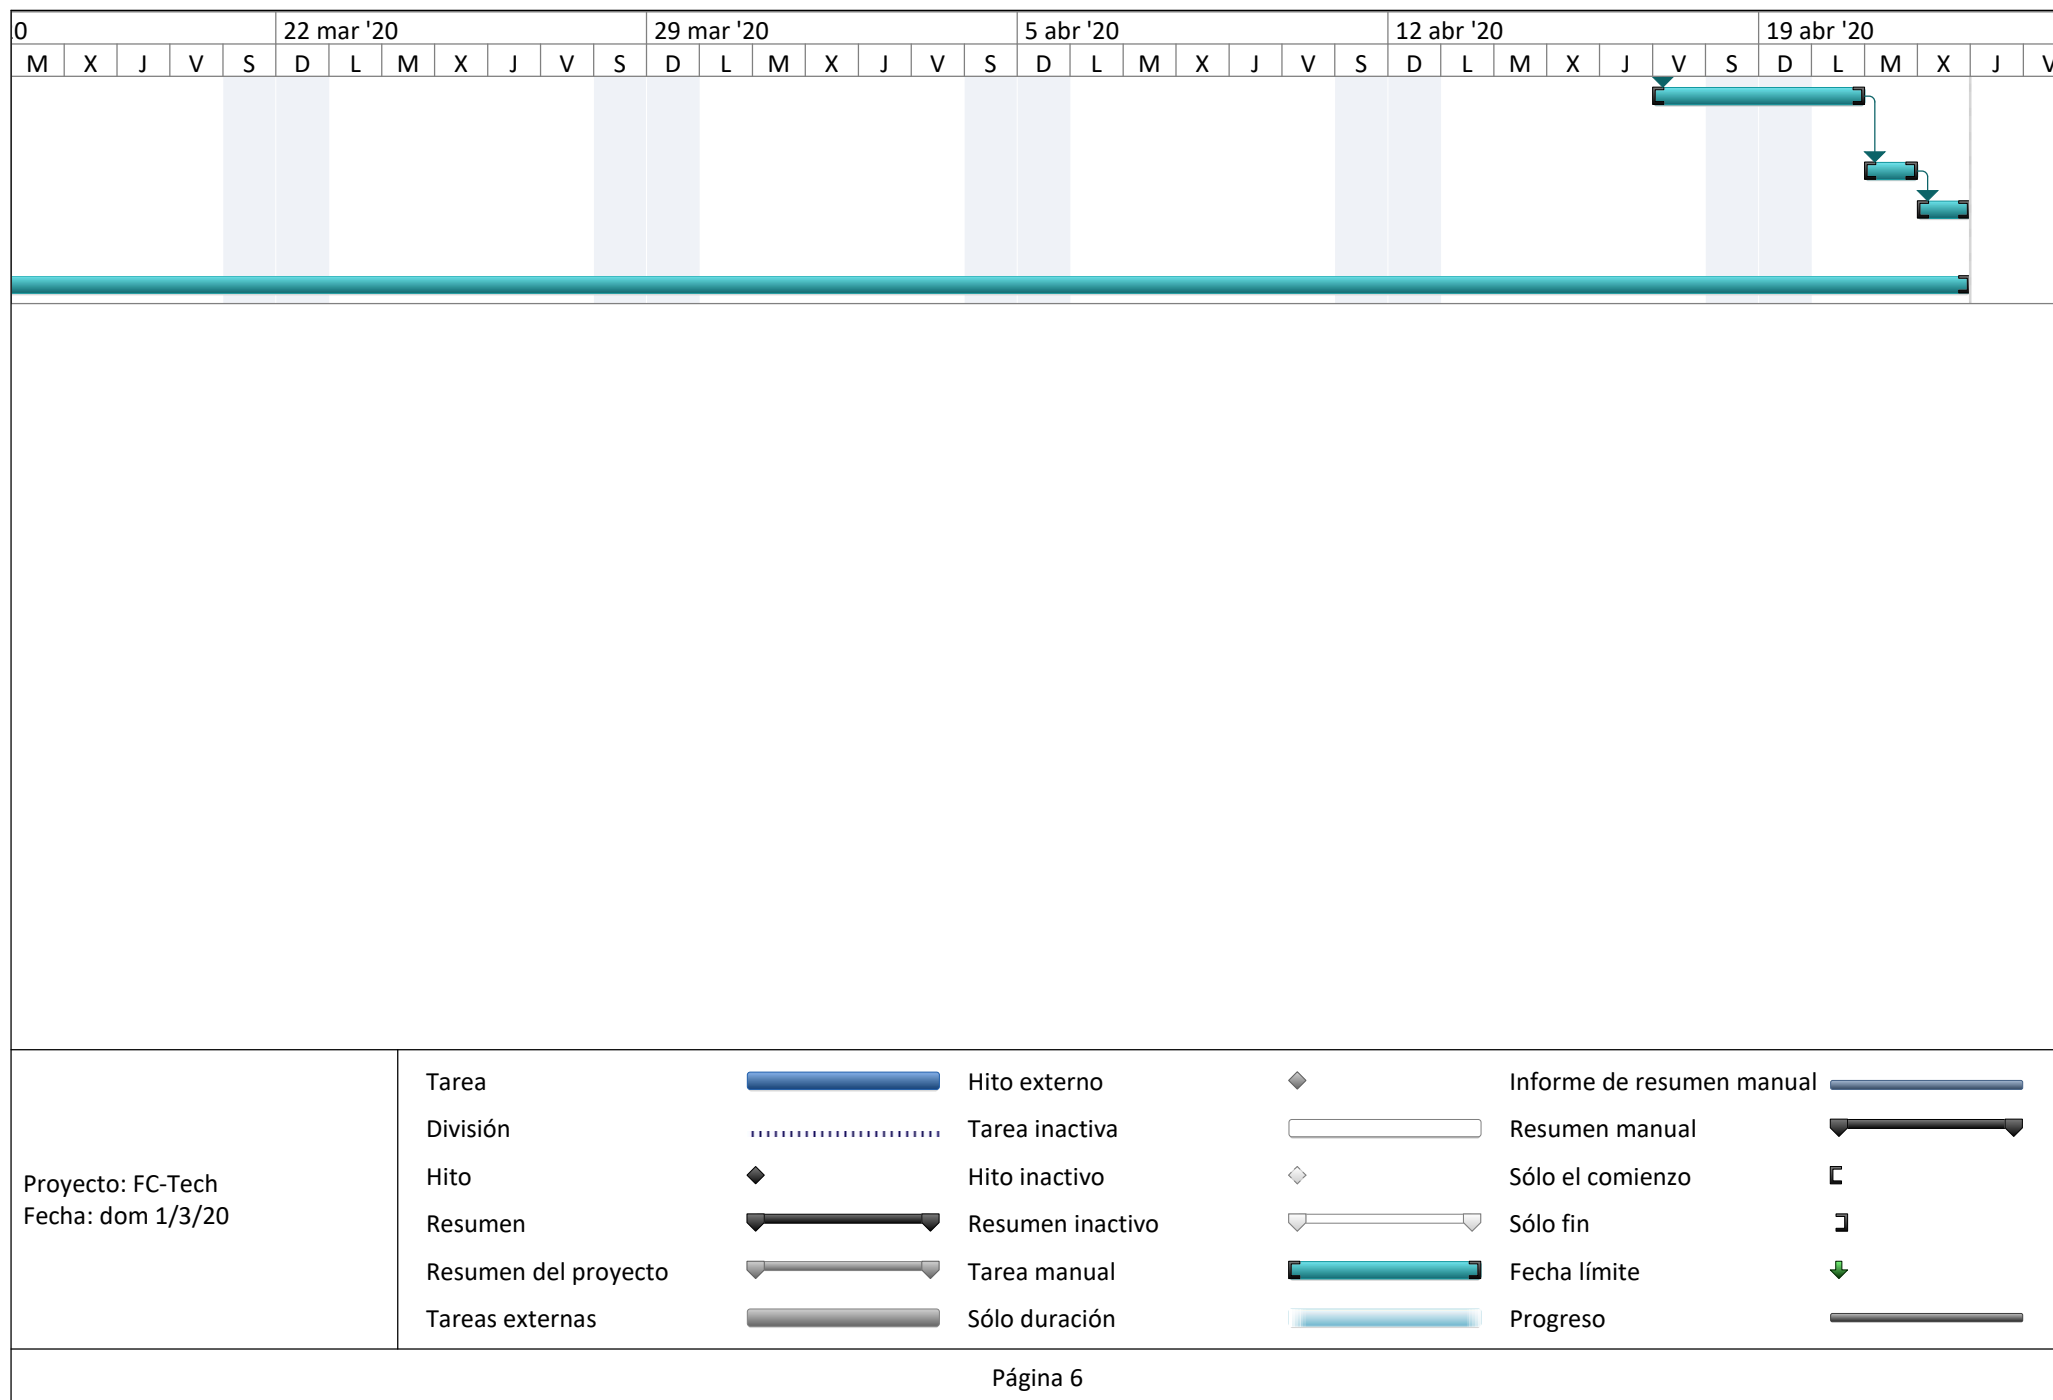 0 22 mar '20 29 mar '20 5 abr '20 12 abr '20 19 abr '20
M X J V S D L M X J V S D L M X J V S D L M X J V S D L M X J V S D L M X J V
Tarea Hito externo Informe de resumen manual
División Tarea inactiva Resumen manual
Hito Hito inactivo Sólo el comienzo
Proyecto: FC-Tech
Fecha: dom 1/3/20
Resumen Resumen inactivo Sólo fin
Resumen del proyecto Tarea manual Fecha límite
Tareas externas Sólo duración Progreso
Página 6